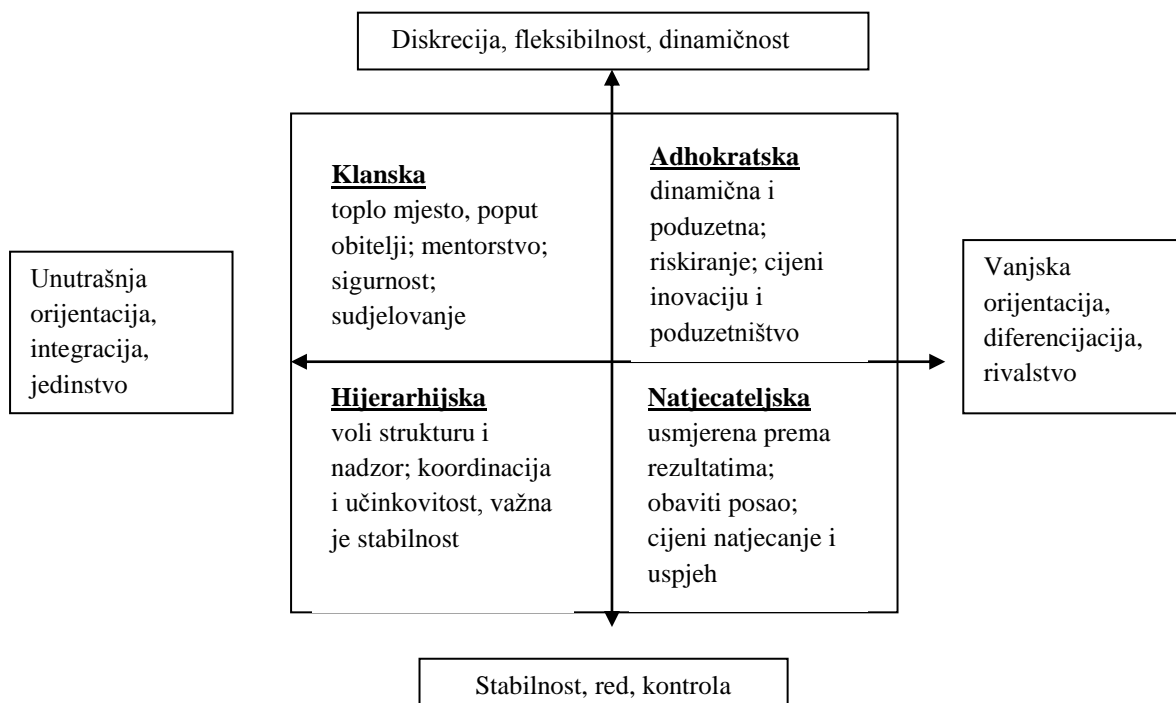 Diskrecija, fleksibilnost, dinamičnost
Klanska
toplo mjesto, poput
obitelji; mentorstvo;
sigurnost;
sudjelovanje
Adhokratska
dinamična i
poduzetna;
riskiranje; cijeni
inovaciju i
poduzetništvo
Unutrašnja
orijentacija,
integracija,
jedinstvo
Vanjska
orijentacija,
diferencijacija,
rivalstvo
Hijerarhijska
voli strukturu i
nadzor; koordinacija
i učinkovitost, važna
je stabilnost
Natjecateljska
usmjerena prema
rezultatima;
obaviti posao;
cijeni natjecanje i
uspjeh
Stabilnost, red, kontrola